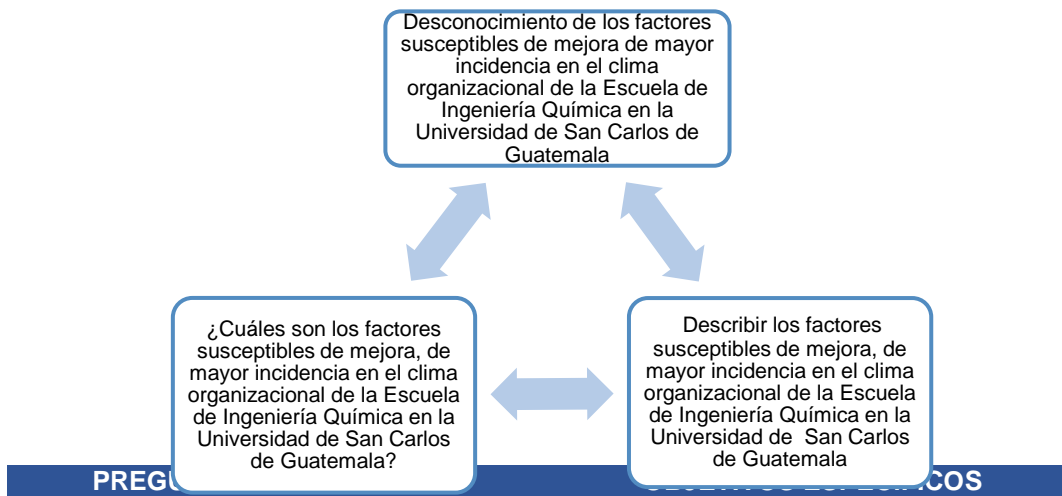 Desconocimiento de los factores
susceptibles de mejora de mayor
incidencia en el clima
organizacional de la Escuela de
Ingeniería Química en la
Universidad de San Carlos de
Guatemala
¿Cuáles son los factores
susceptibles de mejora, de
mayor incidencia en el clima
organizacional de la Escuela
de Ingeniería Química en la
Universidad de San Carlos
de Guatemala?
Describir los factores
susceptibles de mejora, de
mayor incidencia en el clima
organizacional de la Escuela
de Ingeniería Química en la
Universidad de San Carlos
de Guatemala